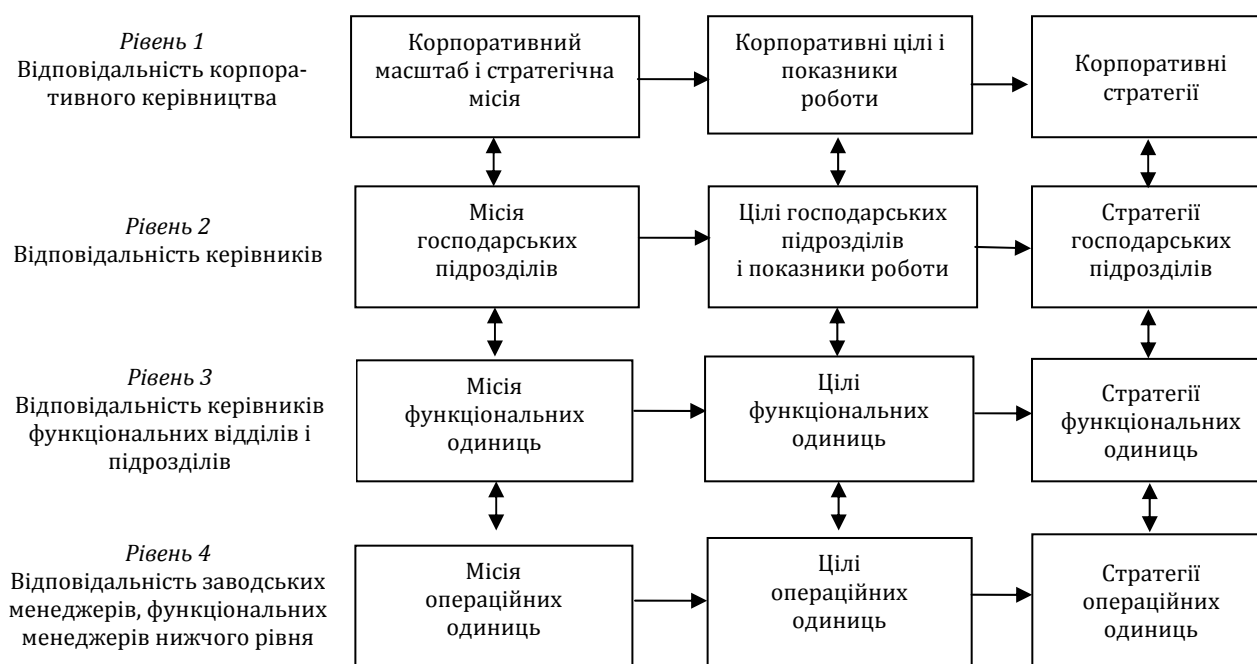 Рівень 1
Відповідальність корпора-
тивного керівництва
Корпоративний
масштаб і стратегічна
місія
Корпоративні цілі і
показники
роботи
Корпоративні
стратегії
Рівень 2
Відповідальність керівників
Місія
господарських
підрозділів
Цілі господарських
підрозділів
і показники роботи
Стратегії
господарських
підрозділів
Рівень 3
Відповідальність керівників
функціональних відділів і
підрозділів
Місія
функціональних
одиниць
Цілі
функціональних
одиниць
Стратегії
функціональних
одиниць
Рівень 4
Відповідальність заводських
менеджерів, функціональних
менеджерів нижчого рівня
Місія
операційних
одиниць
Цілі
операційних
одиниць
Стратегії
операційних
одиниць